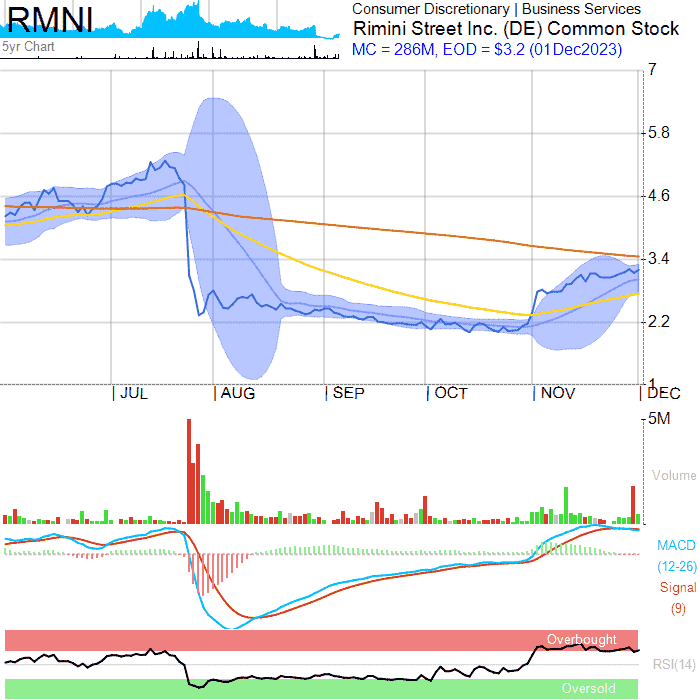 RMNI
5yr Chart
Consumer Discretionary | Business Services
Rimini Street Inc. (DE) Common Stock
MC = 286M, EOD = $3.2 (01Dec2023)
7
5.8
4.6
3.4
2.2
1
JUL
AUG
SEP
OCT
NOV
DEC
5M
Volume
MACD
(12-26)
Signal
(9)
Overbought
RSI(14)
Oversold